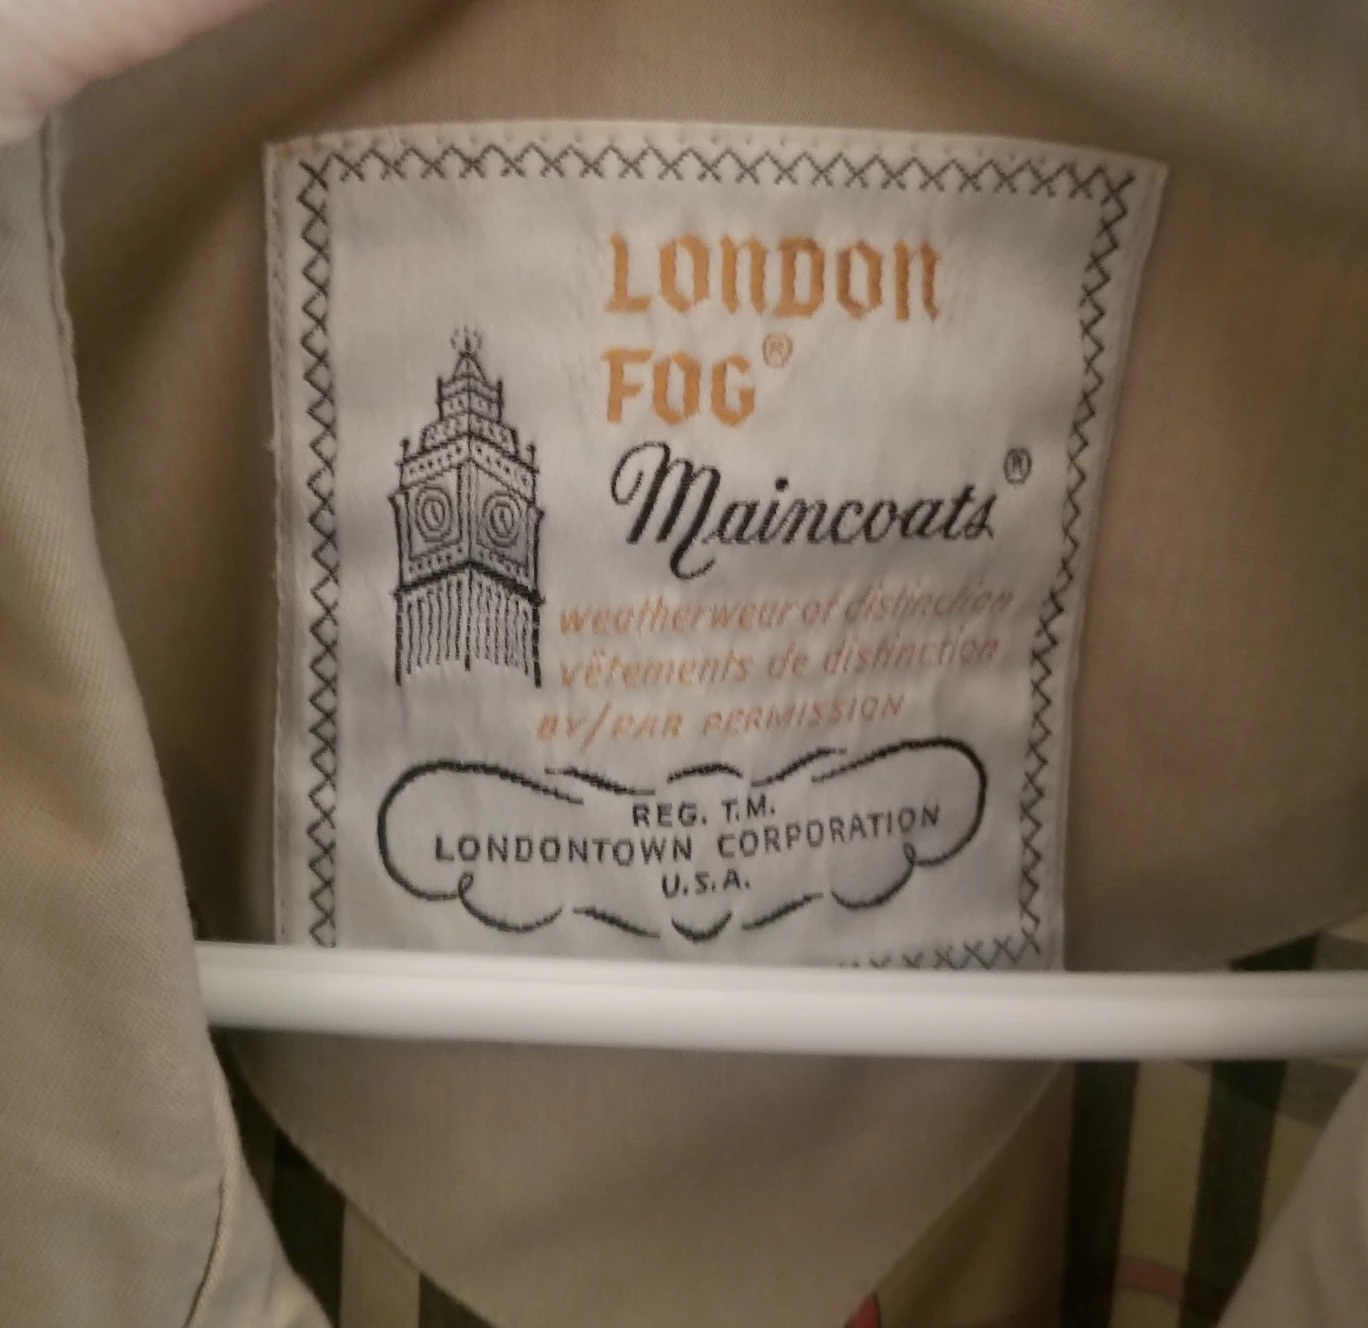 LONDON
FOG®
Maincoats®
weatherwear of distinction
vêtements de distinction
BY/PAR PERMISSION
REG. T.M.
LONDONTOWN CORPORATION
U.S.A.